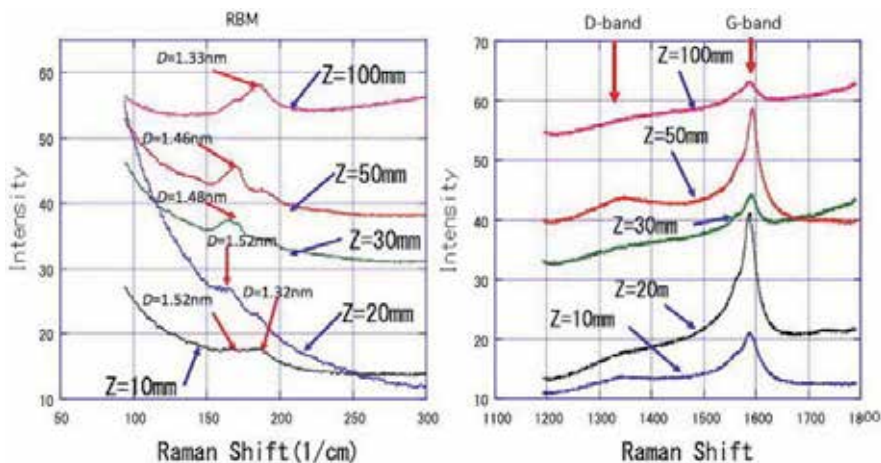 RBM
D-band
G-band
60
D=1.33nm
Z=100mm
50
D=1.46nm
Z=50mm
40
D=1.48nm
Z=30mm
D=1.52nm
30
D=1.52nm
D=1.32nm
Z=20mm
20
Z=10mm
10
Intensity
50
100
150
200
250
300
Raman Shift(1/cm)
70
Z=100mm
60
50
Z=50mm
40
Z=30mm
30
Z=20m
20
Z=10mm
10
Intensity
1100
1200
1300
1400
1500
1600
1700
1800
Raman Shift